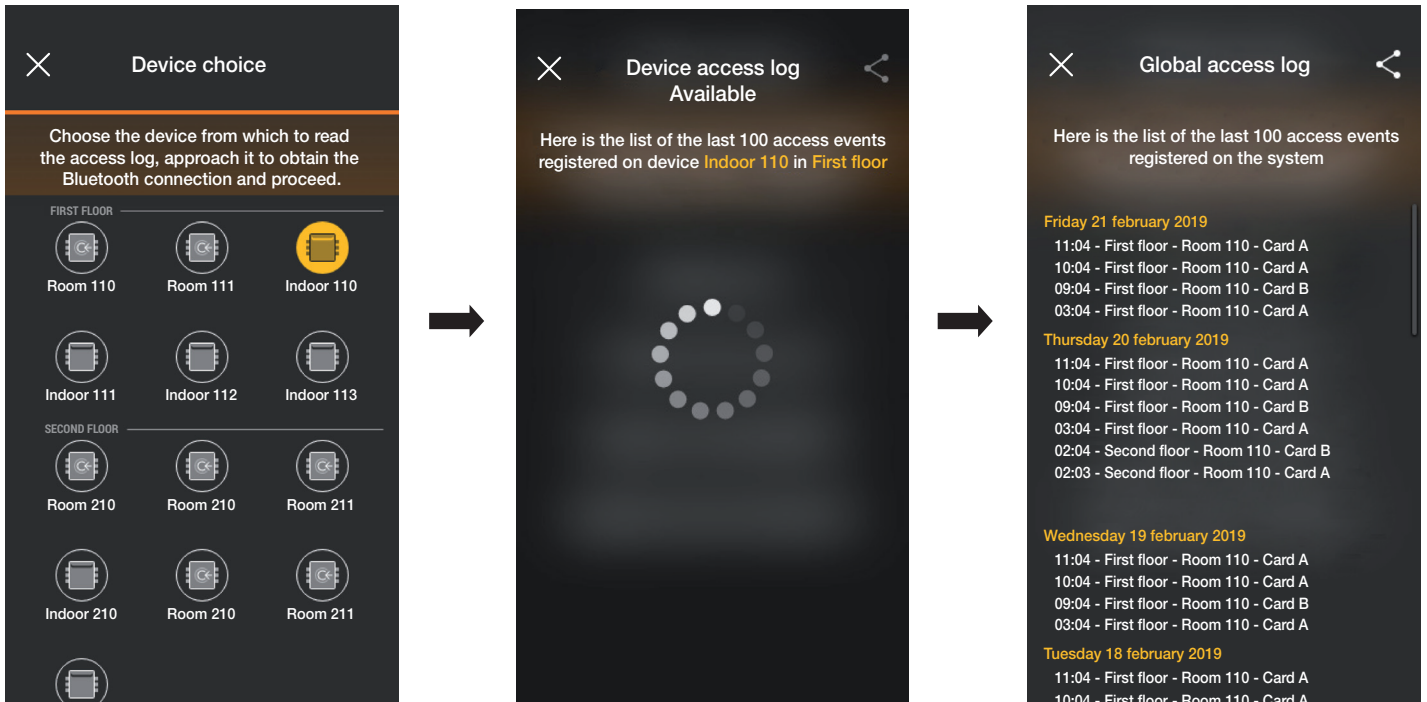 Device choice
Choose the device from which to read
the access log, approach it to obtain the
Bluetooth connection and proceed.
FIRST FLOOR
Room 110
Room 111
Indoor 110
Indoor 111
Indoor 112
Indoor 113
SECOND FLOOR
Room 210
Room 210
Room 211
Indoor 210
Room 210
Room 211
Device access log
Available
Here is the list of the last 100 access events
registered on device Indoor 110 in First floor
Global access log
Here is the list of the last 100 access events
registered on the system
Friday 21 february 2019
11:04 - First floor - Room 110 - Card A
10:04 - First floor - Room 110 - Card A
09:04 - First floor - Room 110 - Card B
03:04 - First floor - Room 110 - Card A
Thursday 20 february 2019
11:04 - First floor - Room 110 - Card A
10:04 - First floor - Room 110 - Card A
09:04 - First floor - Room 110 - Card B
03:04 - First floor - Room 110 - Card A
02:04 - Second floor - Room 110 - Card B
02:03 - Second floor - Room 110 - Card A
Wednesday 19 february 2019
11:04 - First floor - Room 110 - Card A
10:04 - First floor - Room 110 - Card A
09:04 - First floor - Room 110 - Card B
03:04 - First floor - Room 110 - Card A
Tuesday 18 february 2019
11:04 - First floor - Room 110 - Card A
10:04 - First floor - Room 110 - Card A